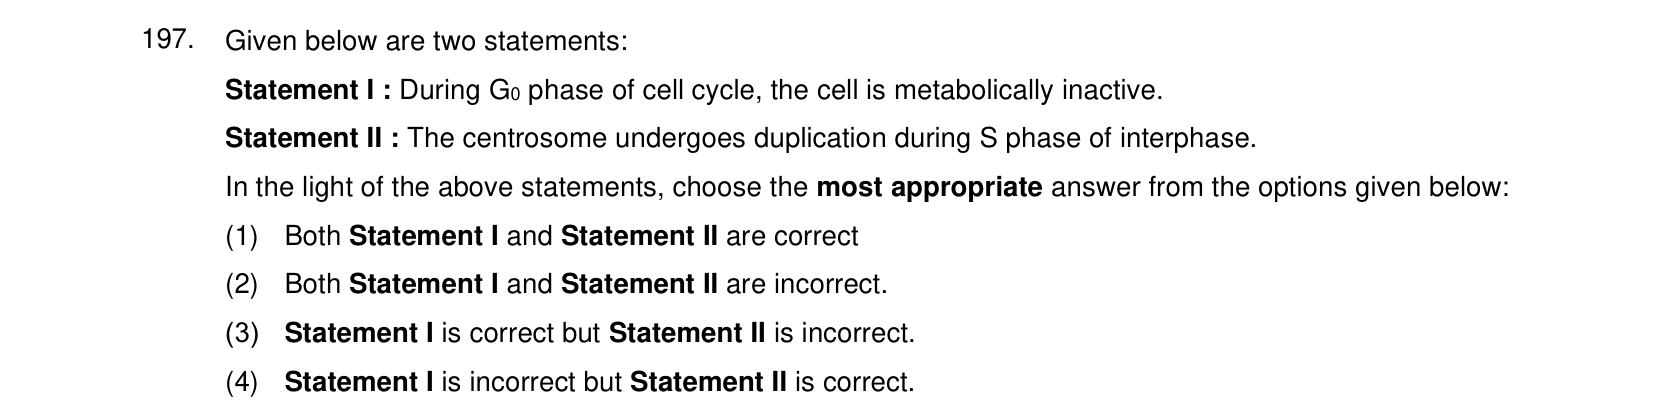 197. Given below are two statements:
Statement I : During G₀ phase of cell cycle, the cell is metabolically inactive.
Statement II : The centrosome undergoes duplication during S phase of interphase.
In the light of the above statements, choose the most appropriate answer from the options given below:
(1) Both Statement I and Statement II are correct
(2) Both Statement I and Statement II are incorrect.
(3) Statement I is correct but Statement II is incorrect.
(4) Statement I is incorrect but Statement II is correct.